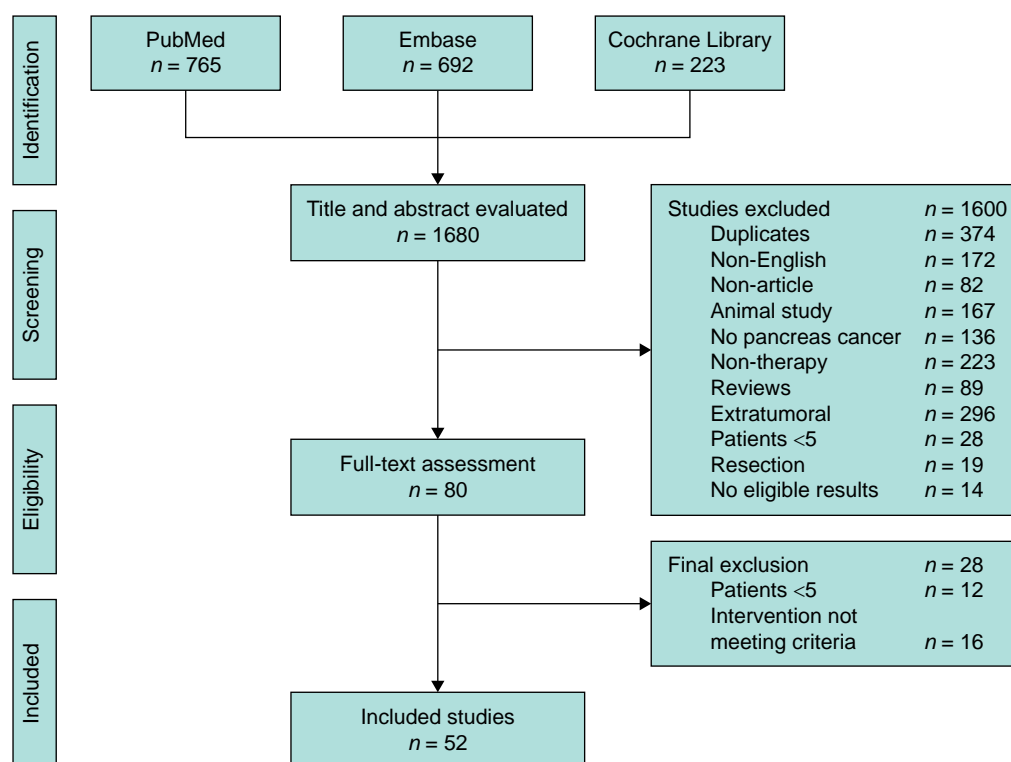 Identification
PubMed
n = 765
Embase
n = 692
Cochrane Library
n = 223
Screening
Title and abstract evaluated
n = 1680
Studies excluded n = 1600
Duplicates n = 374
Non-English n = 172
Non-article n = 82
Animal study n = 167
No pancreas cancer n = 136
Non-therapy n = 223
Reviews n = 89
Extratumoral n = 296
Patients <5 n = 28
Resection n = 19
No eligible results n = 14
Eligibility
Full-text assessment
n = 80
Final exclusion n = 28
Patients <5 n = 12
Intervention not
meeting criteria n = 16
Included
Included studies
n = 52